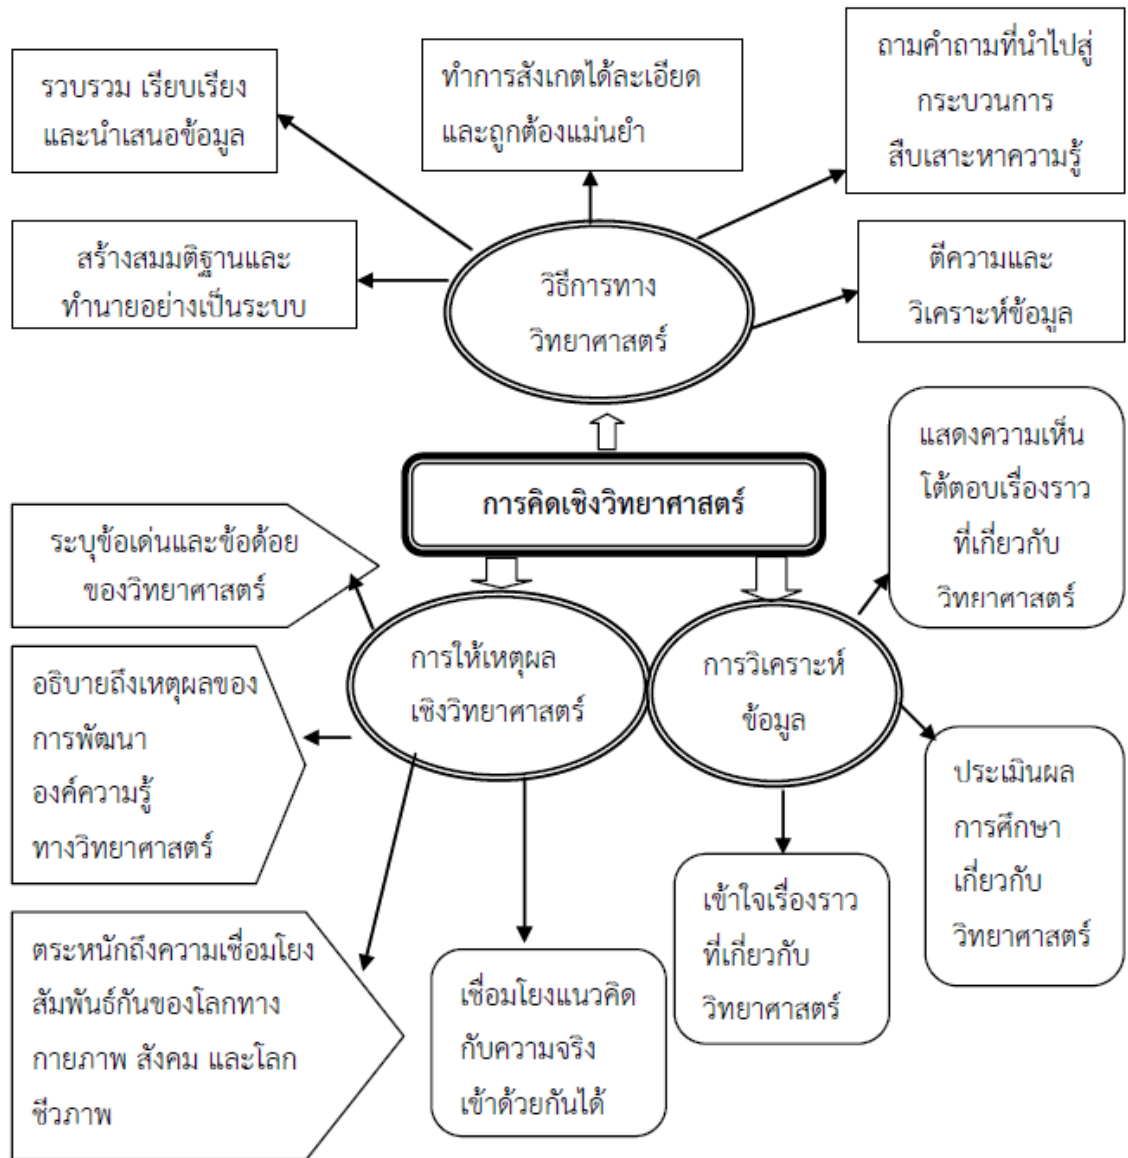 รวบรวม เรียบเรียง
และนำเสนอข้อมูล
ทำการสังเกตได้ละเอียด
และถูกต้องแม่นยำ
ถามคำถามที่นำไปสู่
กระบวนการ
สืบเสาะหาความรู้
สร้างสมมติฐานและ
ทำนายอย่างเป็นระบบ
วิธีการทาง
วิทยาศาสตร์
ตีความและ
วิเคราะห์ข้อมูล
การคิดเชิงวิทยาศาสตร์
แสดงความเห็น
โต้ตอบเรื่องราว
ที่เกี่ยวกับ
วิทยาศาสตร์
ระบุข้อเด่นและข้อด้อย
ของวิทยาศาสตร์
การให้เหตุผล
เชิงวิทยาศาสตร์
การวิเคราะห์
ข้อมูล
อธิบายถึงเหตุผลของ
การพัฒนา
องค์ความรู้
ทางวิทยาศาสตร์
ประเมินผล
การศึกษา
เกี่ยวกับ
วิทยาศาสตร์
เข้าใจเรื่องราว
ที่เกี่ยวกับ
วิทยาศาสตร์
ตระหนักถึงความเชื่อมโยง
สัมพันธ์กันของโลกทาง
กายภาพ สังคม และโลก
ชีวภาพ
เชื่อมโยงแนวคิด
กับความจริง
เข้าด้วยกันได้